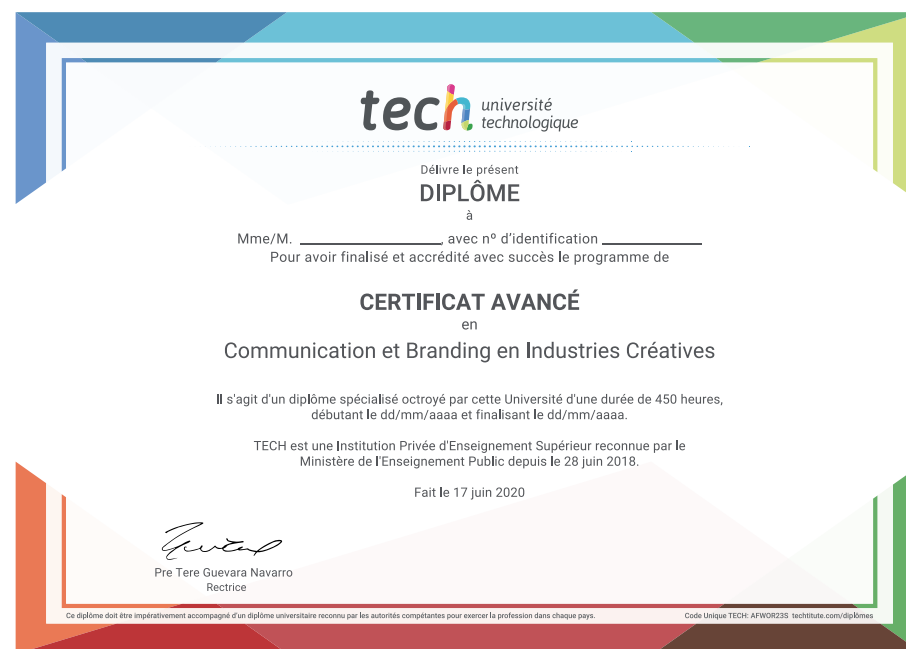 tech université
technologique
Délivre le présent
DIPLÔME
à
Mme/M. ____________________, avec nº d'identification ______________
Pour avoir finalisé et accrédité avec succès le programme de
CERTIFICAT AVANCÉ
en
Communication et Branding en Industries Créatives
Il s'agit d'un diplôme spécialisé octroyé par cette Université d'une durée de 450 heures,
débutant le dd/mm/aaaa et finalisant le dd/mm/aaaa.
TECH est une Institution Privée d'Enseignement Supérieur reconnue par le
Ministère de l'Enseignement Public depuis le 28 juin 2018.
Fait le 17 juin 2020
Pre Tere Guevara Navarro
Rectrice
Ce diplôme doit être impérativement accompagné d'un diplôme universitaire reconnu par les autorités compétantes pour exercer la profession dans chaque pays.
Code Unique TECH: AFWOR23S techtitute.com/diplômes